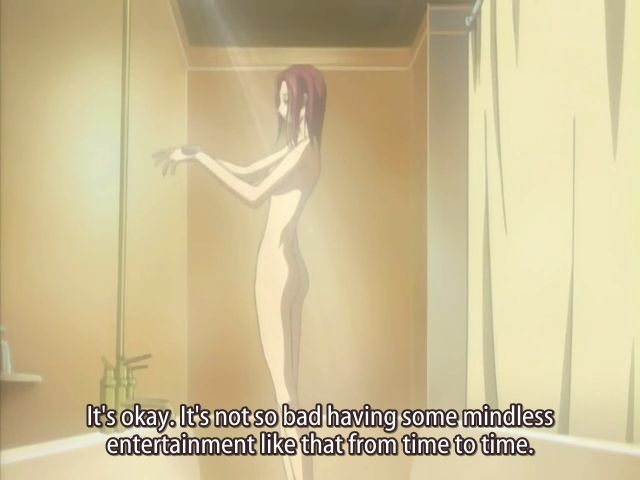 It's okay. It's not so bad having some mindless
entertainment like that from time to time.